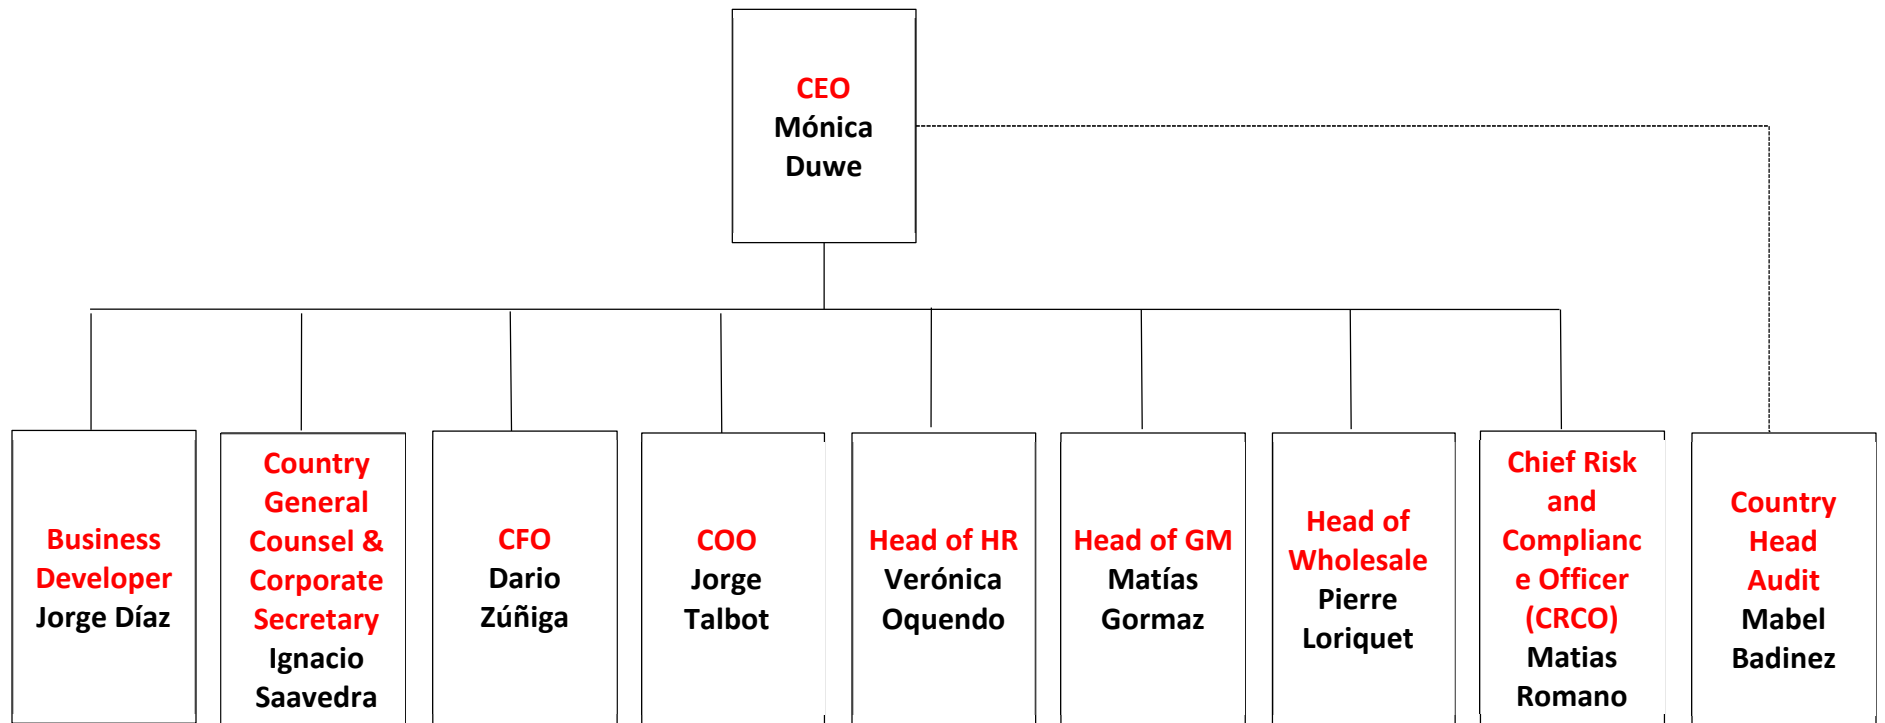 CEO
Mónica
Duwe
Business
Developer
Jorge Díaz
Country
General
Counsel &
Corporate
Secretary
Ignacio
Saavedra
CFO
Dario
Zúñiga
COO
Jorge
Talbot
Head of HR
Verónica
Oquendo
Head of GM
Matías
Gormaz
Head of
Wholesale
Pierre
Loriquet
Chief Risk
and
Complianc
e Officer
(CRCO)
Matias
Romano
Country
Head
Audit
Mabel
Badinez